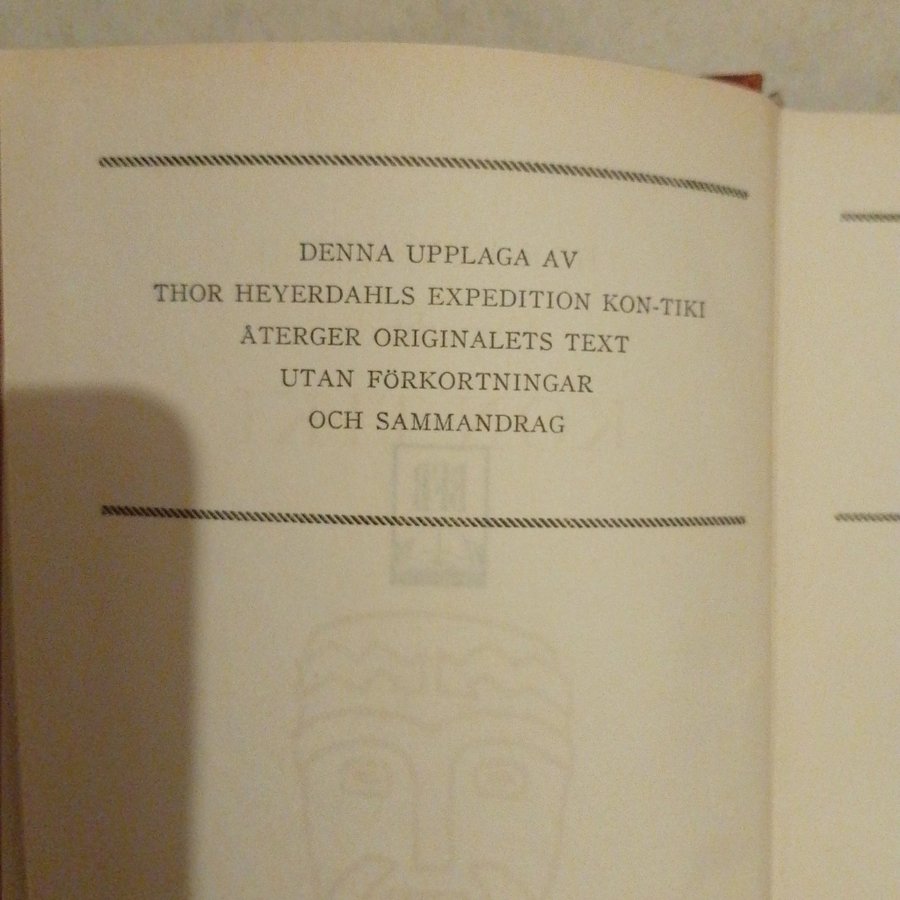 DENNA UPPLAGA AV
THOR HEYERDAHLS EXPEDITION KON-TIKI
ÅTERGER ORIGINALETS TEXT
UTAN FÖRKORTNINGAR
OCH SAMMANDRAG